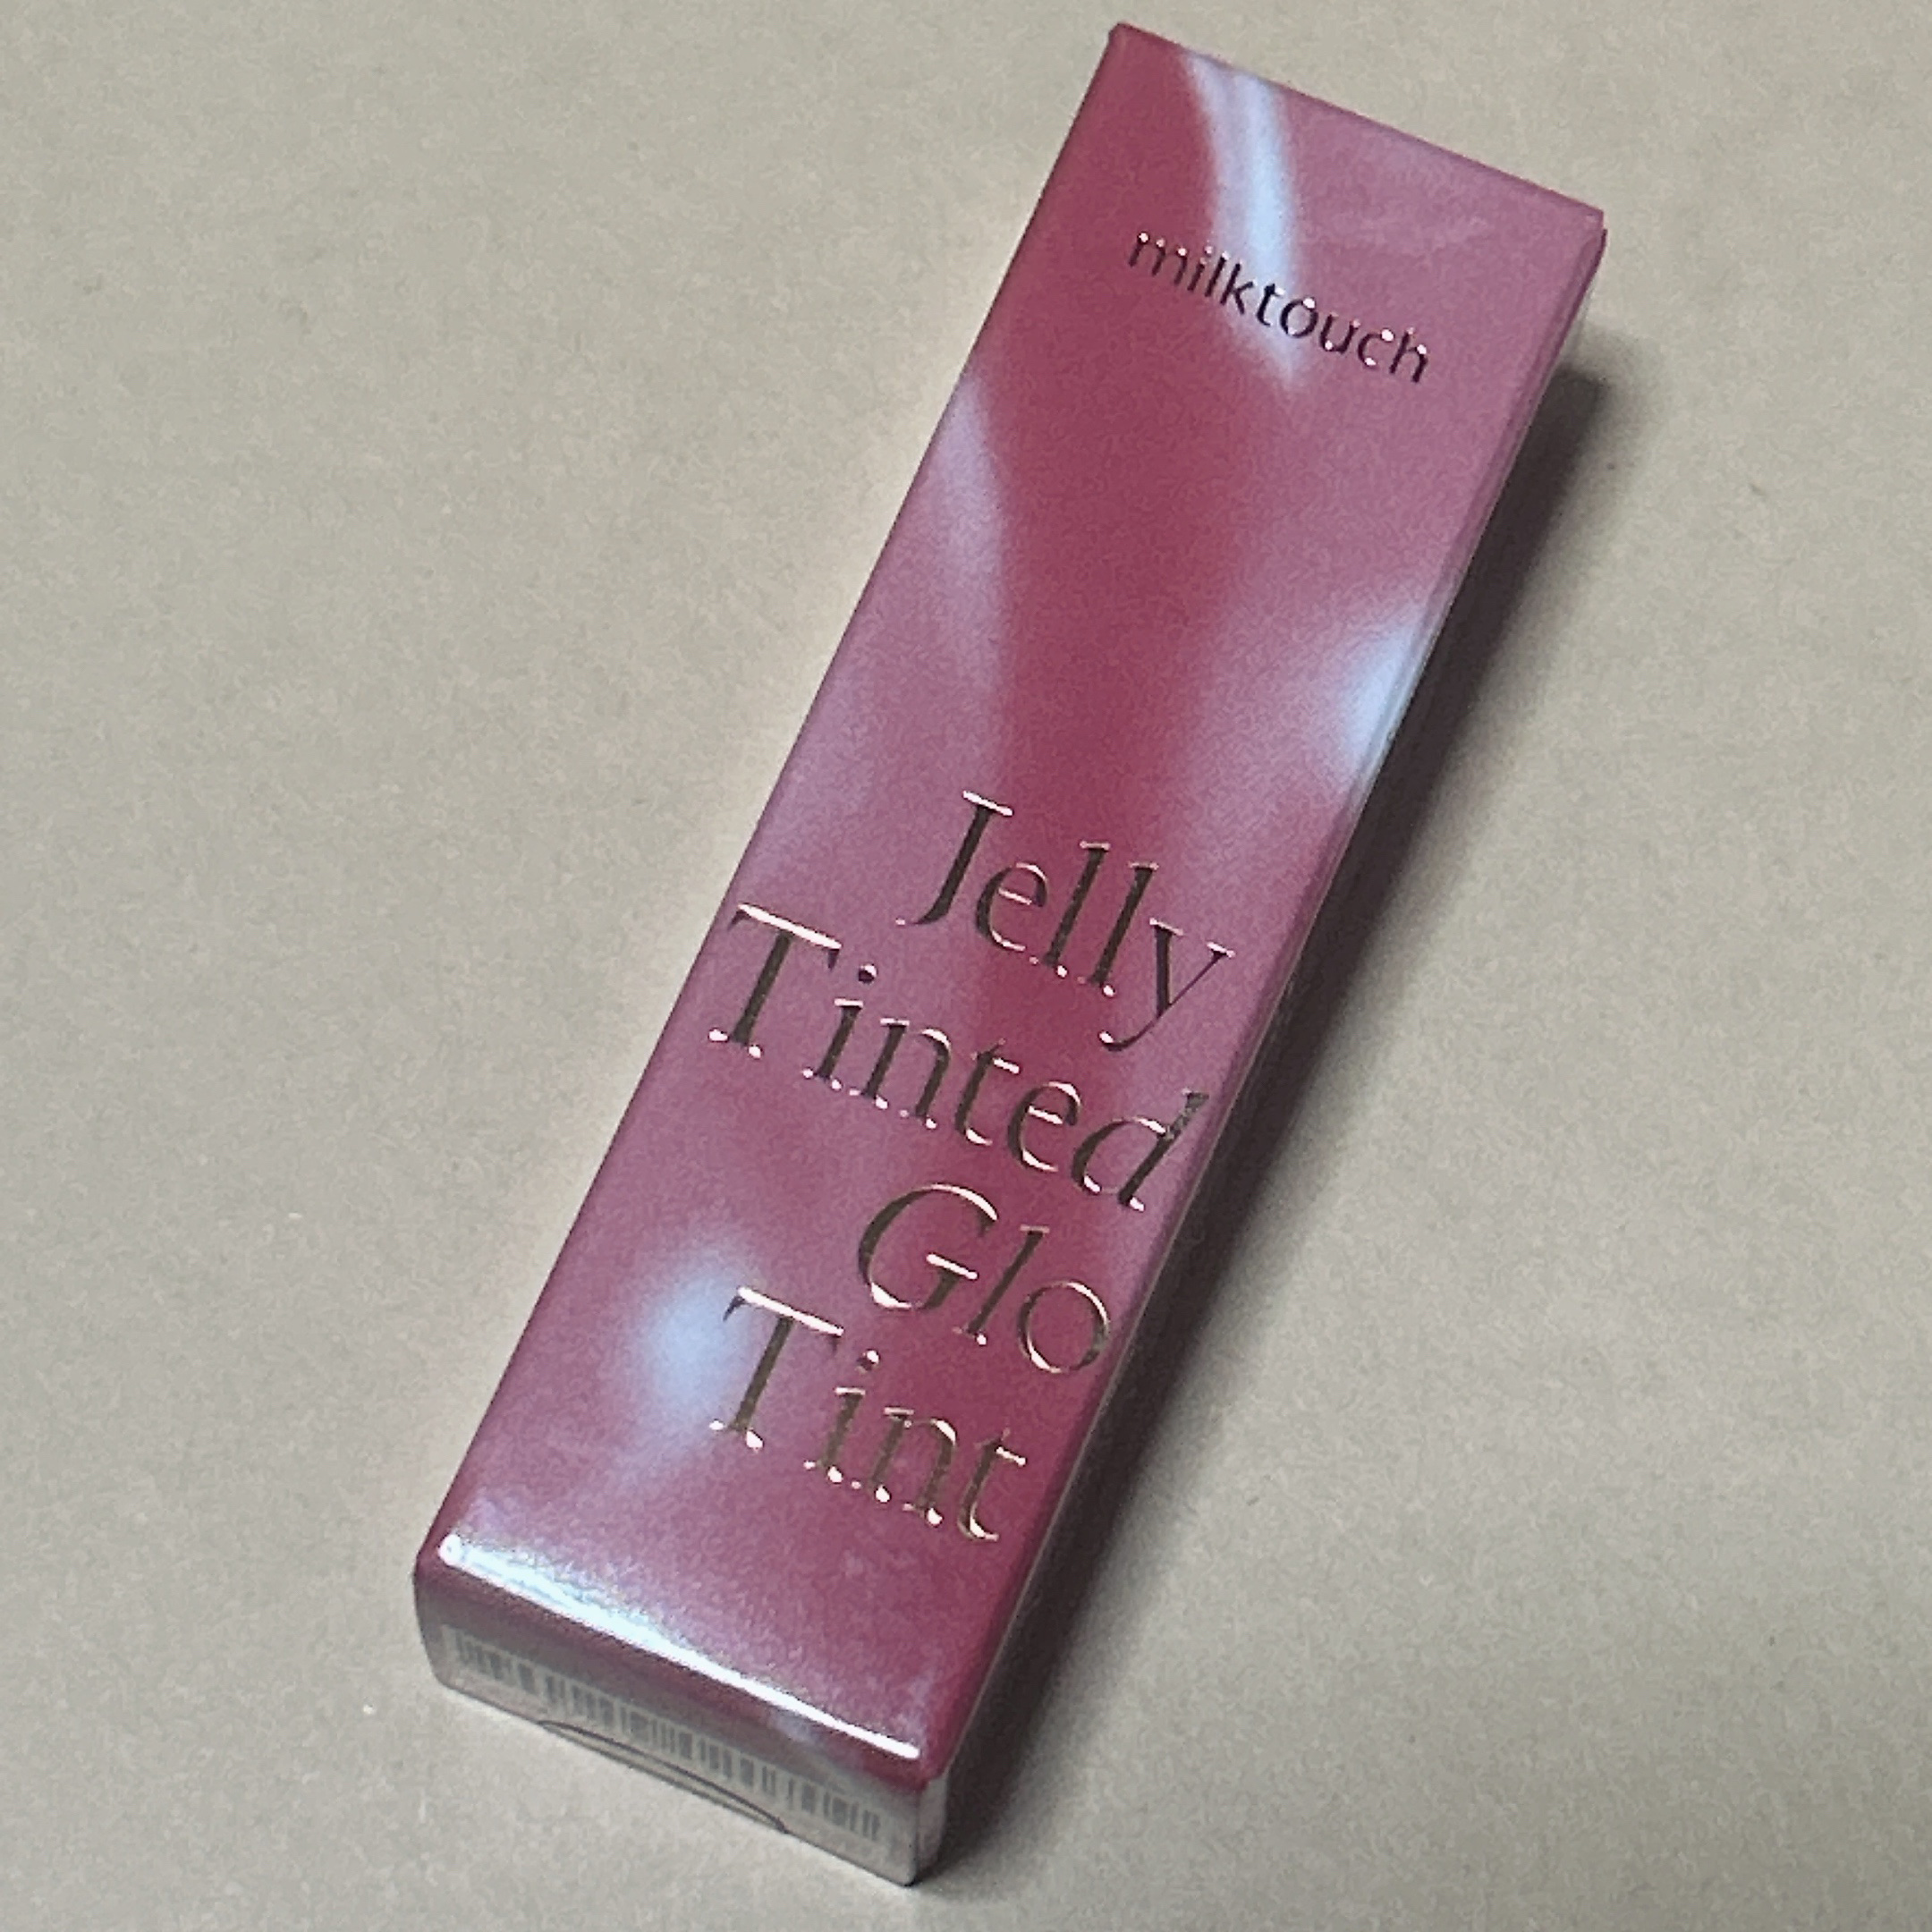 milktouch
Jelly
Tinted
Glo
Tint